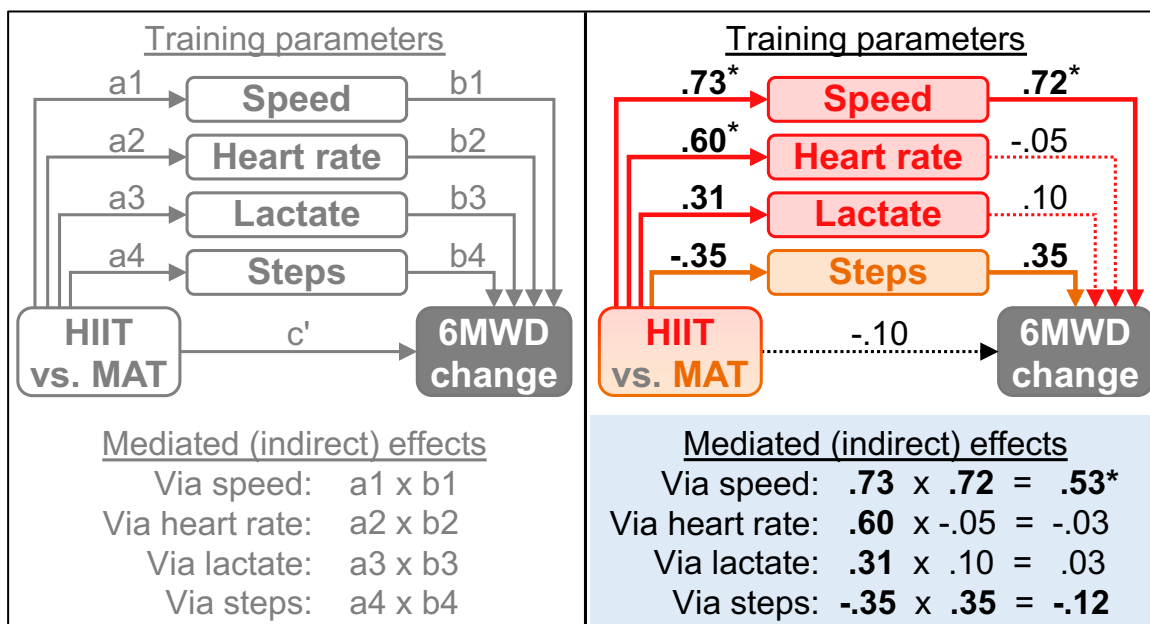 Training parameters
a1 Speed b1
a2 Heart rate b2
a3 Lactate b3
a4 Steps b4
HIIT
vs. MAT
c'
6MWD
change
Mediated (indirect) effects
Via speed: a1 x b1
Via heart rate: a2 x b2
Via lactate: a3 x b3
Via steps: a4 x b4
Training parameters
.73* Speed .72*
.60* Heart rate -.05
.31 Lactate .10
-.35 Steps .35
HIIT
vs. MAT
-.10
6MWD
change
Mediated (indirect) effects
Via speed: .73 x .72 = .53*
Via heart rate: .60 x -.05 = -.03
Via lactate: .31 x .10 = .03
Via steps: -.35 x .35 = -.12